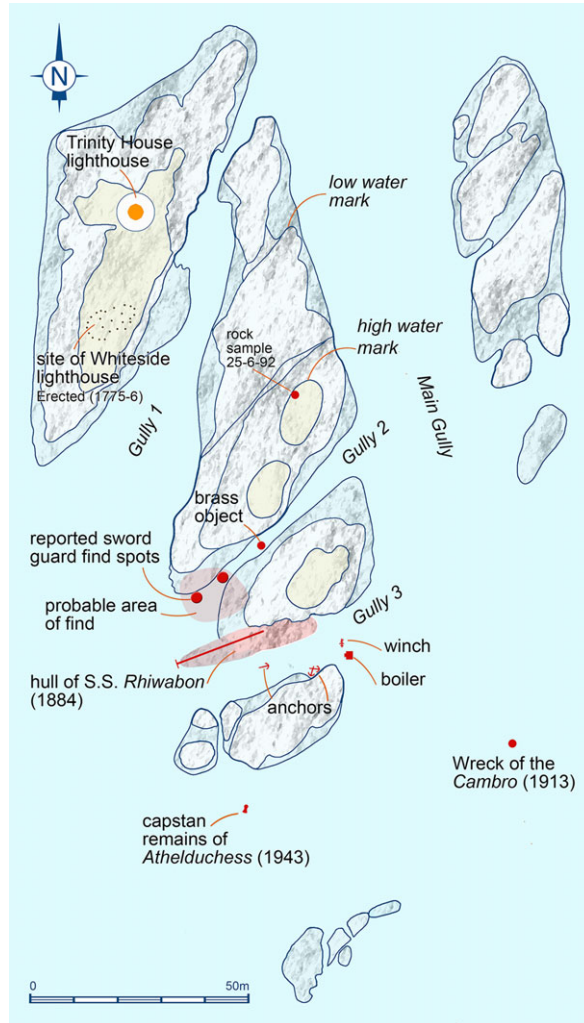 N
Trinity House
lighthouse
low water
mark
rock
sample
25-6-92
high water
mark
site of Whiteside
lighthouse
Erected (1775-6)
Gully 1
Main Gully
Gully 2
brass
object
reported sword
guard find spots
probable area
of find
Gully 3
winch
hull of S.S. Rhiwabon
(1884)
boiler
anchors
Wreck of the
Cambro (1913)
capstan
remains of
Athelduchess (1943)
0
50m